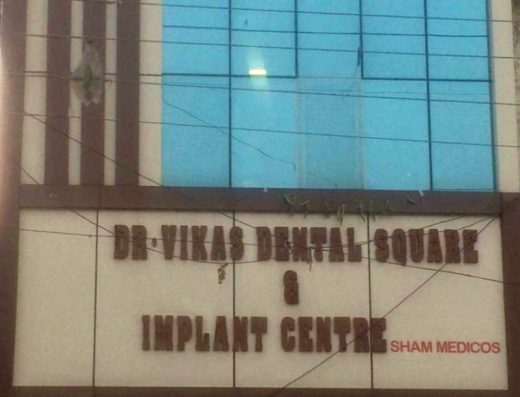 DR·VIKAS DENTAL SQUARE
&
IMPLANT CENTRE
SHAM MEDICOS